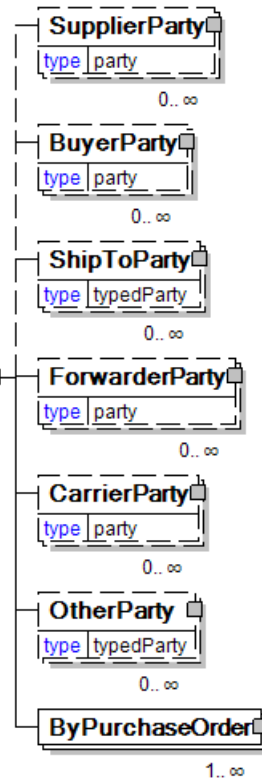 SupplierParty
type party
0.. ∞
BuyerParty
type party
0.. ∞
ShipToParty
type typedParty
0.. ∞
ForwarderParty
type party
0.. ∞
CarrierParty
type party
0.. ∞
OtherParty
type typedParty
0.. ∞
ByPurchaseOrder
1.. ∞